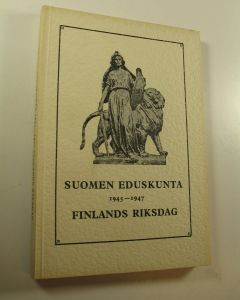 SUOMEN EDUSKUNTA
1945—1947
FINLANDS RIKSDAG